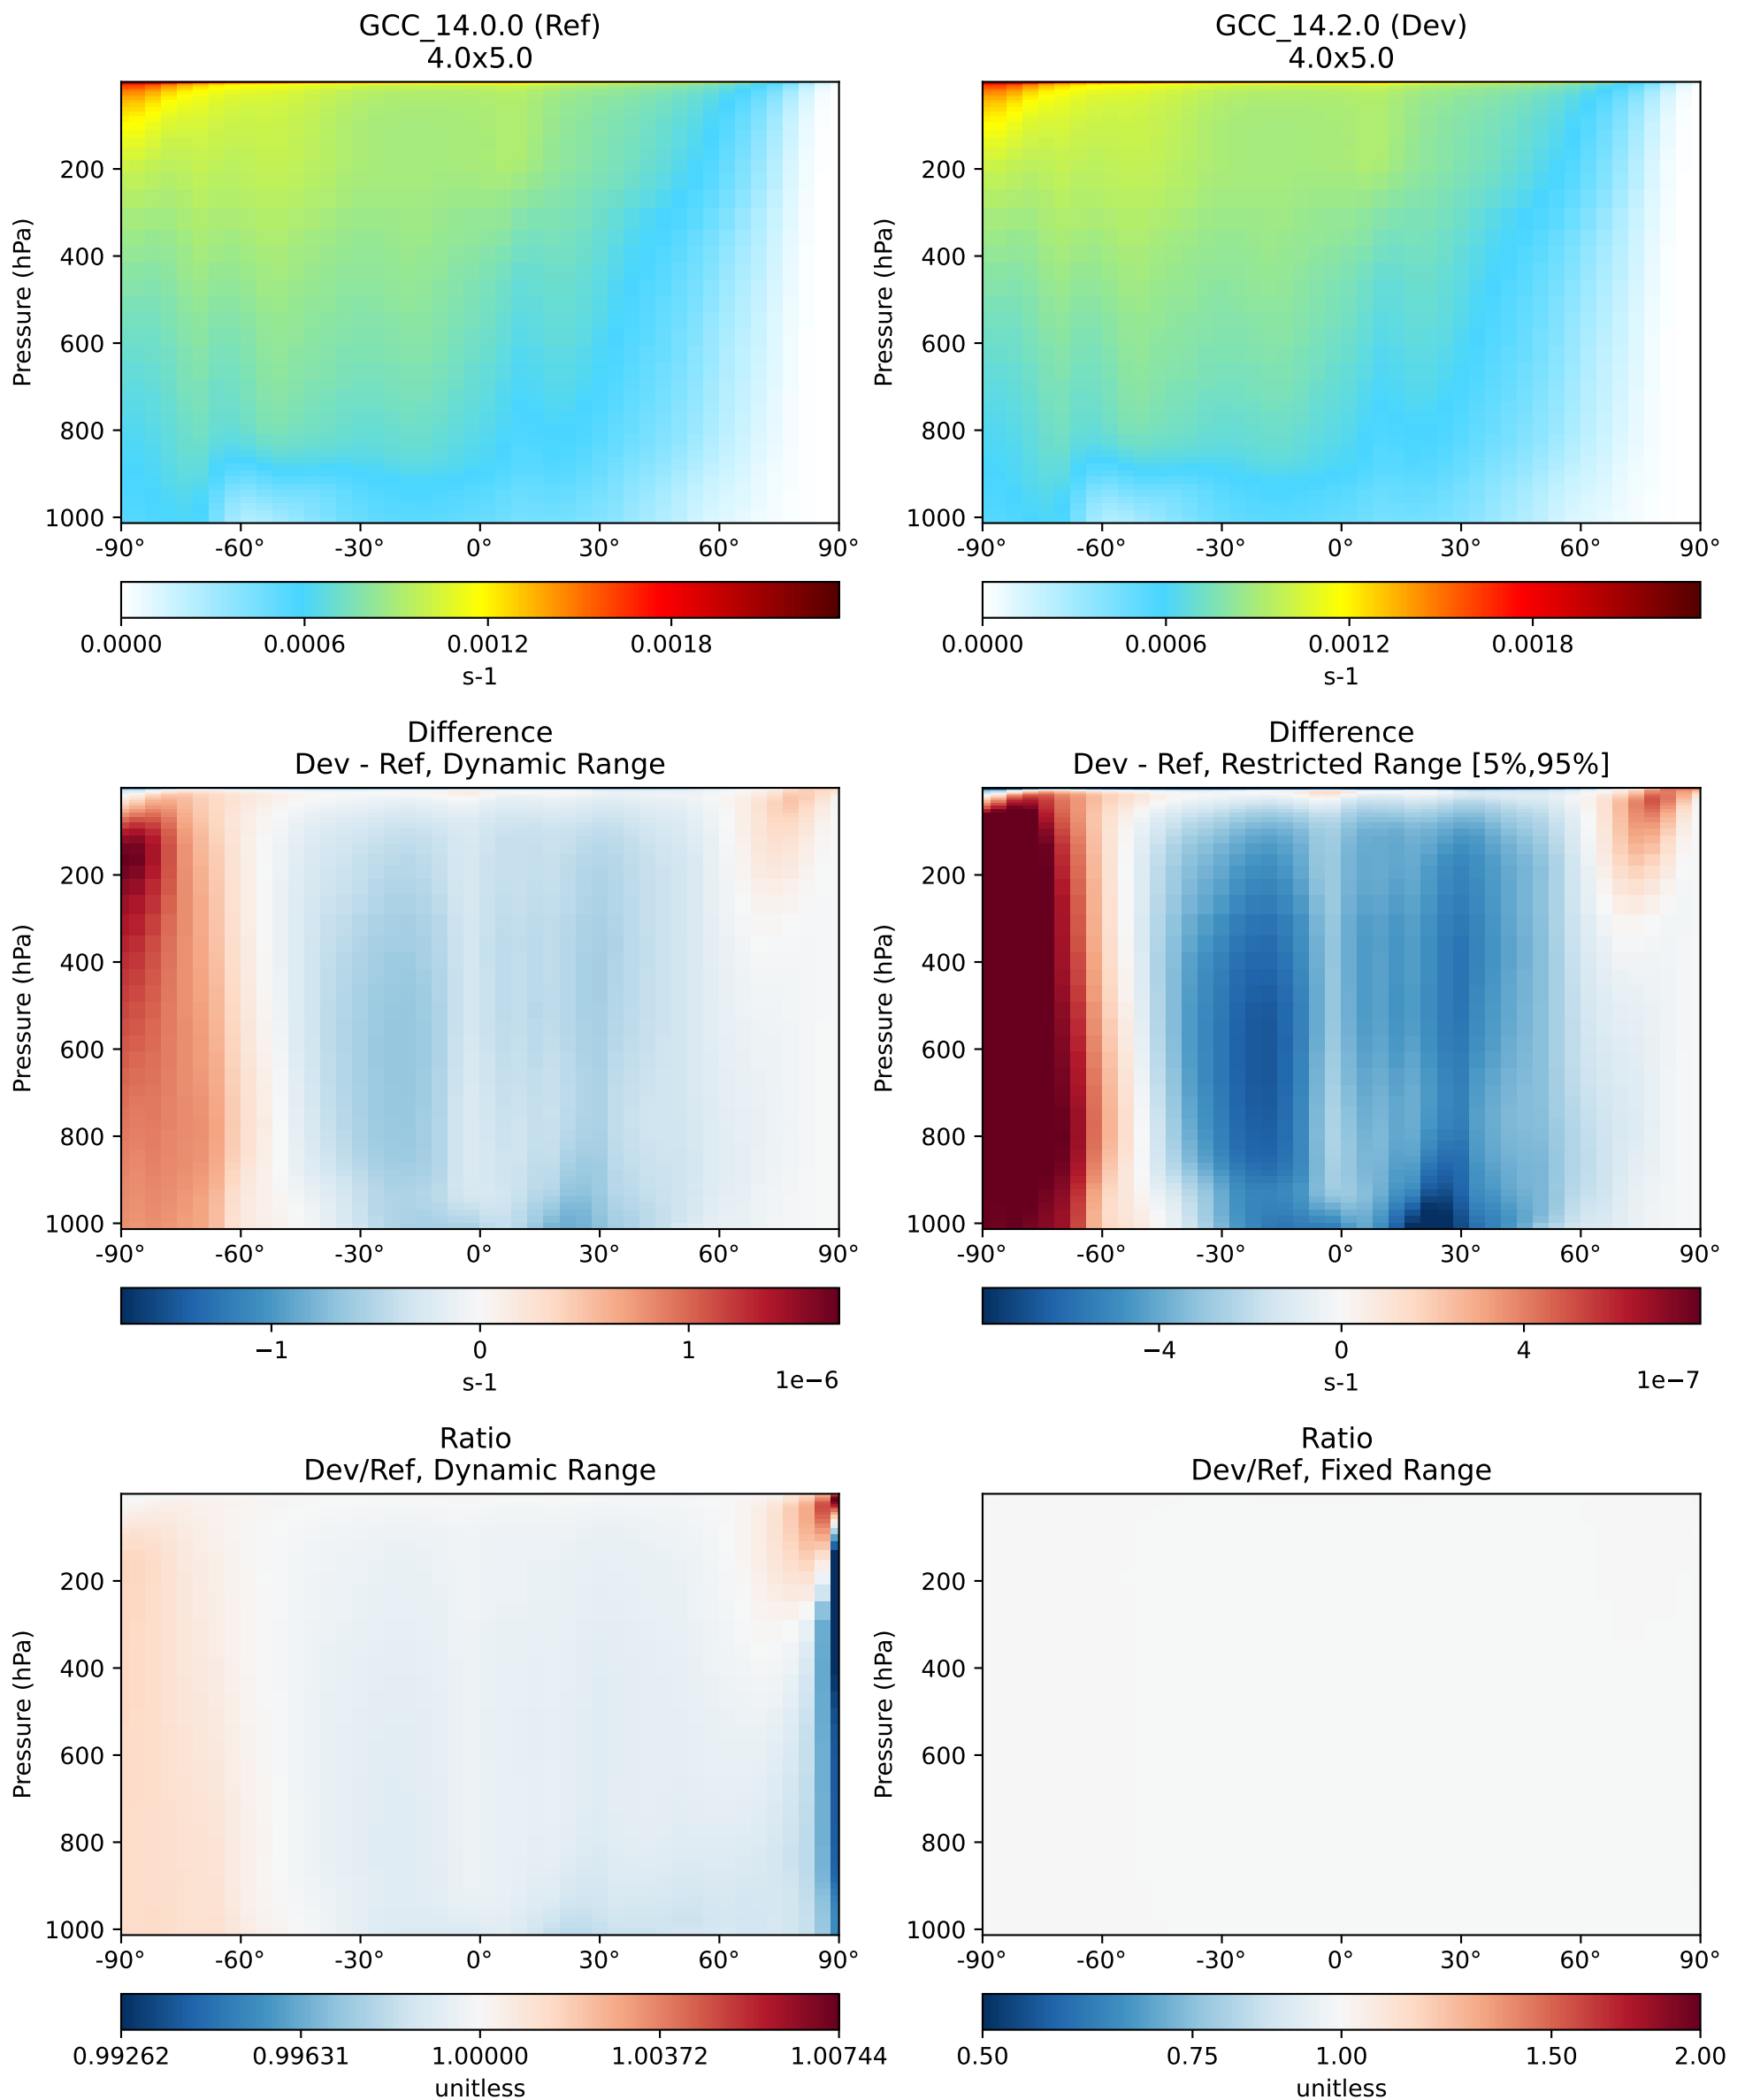 GCC_14.0.0 (Ref)
4.0x5.0
GCC_14.2.0 (Dev)
4.0x5.0
Pressure (hPa)
200
400
600
800
1000
-90° -60° -30° 0° 30° 60° 90°
0.0000 0.0006 0.0012 0.0018
s-1
Pressure (hPa)
200
400
600
800
1000
-90° -60° -30° 0° 30° 60° 90°
0.0000 0.0006 0.0012 0.0018
s-1
Difference
Dev - Ref, Dynamic Range
Pressure (hPa)
200
400
600
800
1000
-90° -60° -30° 0° 30° 60° 90°
−1 0 1
s-1
1e−6
Difference
Dev - Ref, Restricted Range [5%,95%]
Pressure (hPa)
200
400
600
800
1000
-90° -60° -30° 0° 30° 60° 90°
−4 0 4
s-1
1e−7
Ratio
Dev/Ref, Dynamic Range
Pressure (hPa)
200
400
600
800
1000
-90° -60° -30° 0° 30° 60° 90°
0.99262 0.99631 1.00000 1.00372 1.00744
unitless
Ratio
Dev/Ref, Fixed Range
Pressure (hPa)
200
400
600
800
1000
-90° -60° -30° 0° 30° 60° 90°
0.50 0.75 1.00 1.50 2.00
unitless